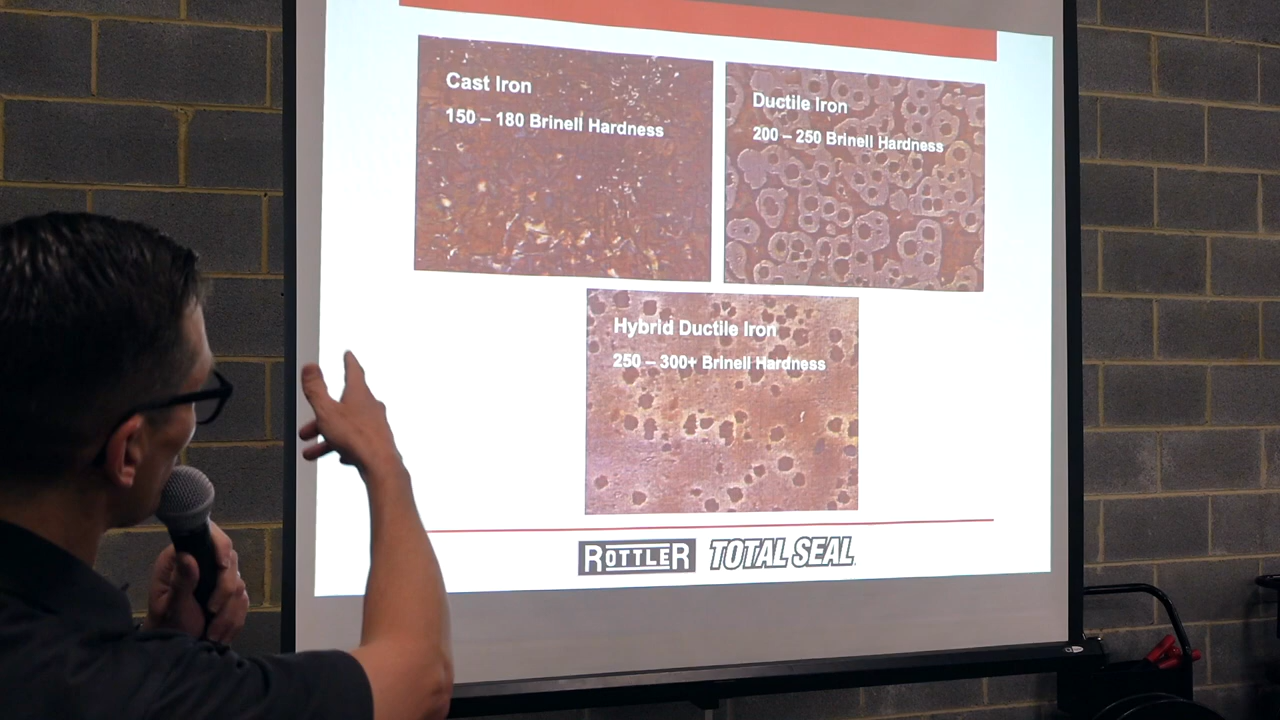 Cast Iron
150 – 180 Brinell Hardness
Ductile Iron
200 – 250 Brinell Hardness
Hybrid Ductile Iron
250 – 300+ Brinell Hardness
ROTTLER
TOTAL SEAL